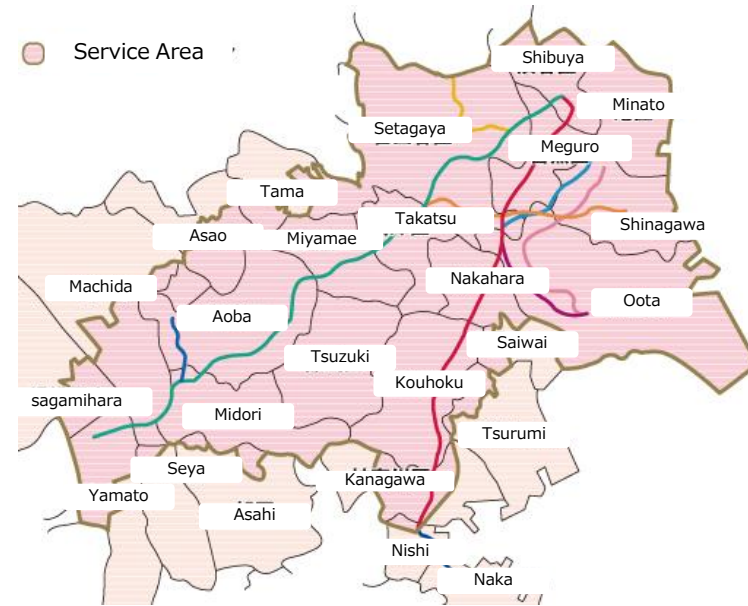 Service Area
Shibuya
Minato
Setagaya
Meguro
Tama
Takatsu
Shinagawa
Asao
Miyamae
Machida
Nakahara
Oota
Aoba
Saiwai
Tsuzuki
Kouhoku
sagamihara
Midori
Tsurumi
Seya
Kanagawa
Yamato
Asahi
Nishi
Naka